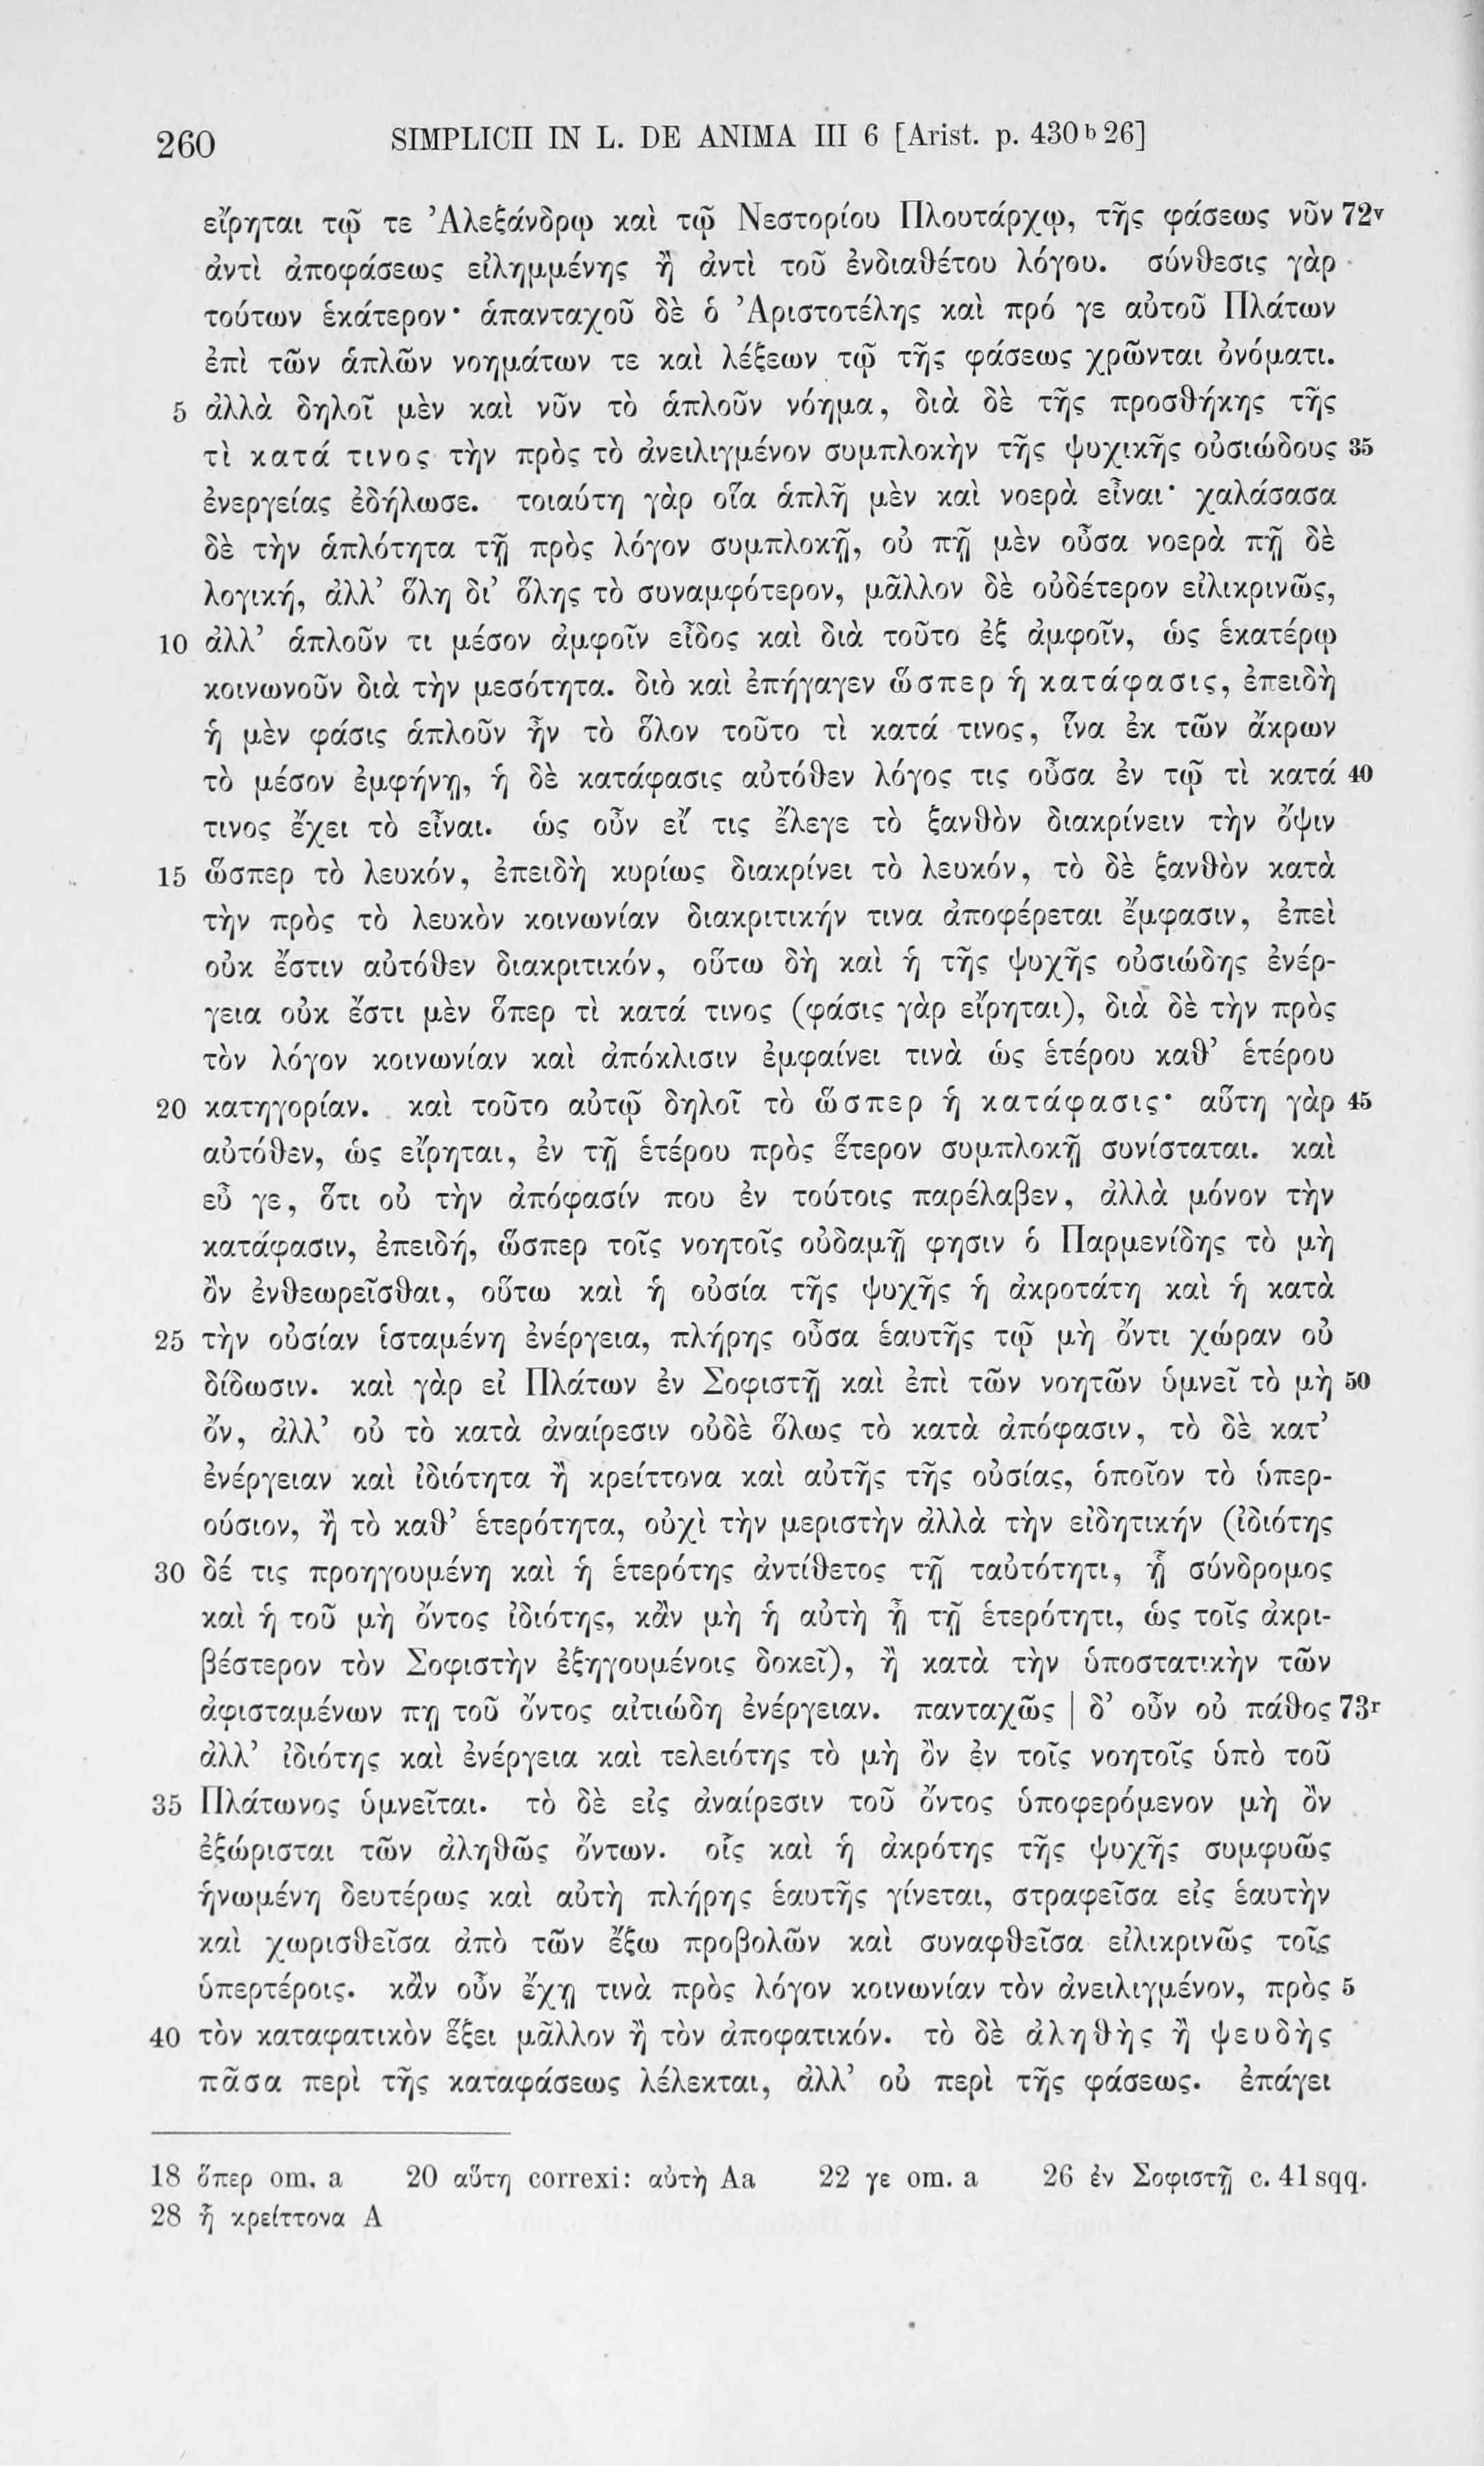 260 SIMPLICII IN L. DE ANIMA III 6 [Arist. p. 430 b 26]
εἴρηται τῷ τε Ἀλεξάνδρῳ καὶ τῷ Νεστορίου Πλουτάρχῳ, τῆς φάσεως νῦν 72v
ἀντὶ ἀποφάσεως εἰλημμένης ἢ ἀντὶ τοῦ ἐνδιαθέτου λόγου. σύνθεσις γὰρ
τούτων ἑκάτερον· ἁπανταχοῦ δὲ ὁ Ἀριστοτέλης καὶ πρό γε αὐτοῦ Πλάτων
ἐπὶ τῶν ἁπλῶν νοημάτων τε καὶ λέξεων τῷ τῆς φάσεως χρῶνται ὀνόματι.
5 ἀλλὰ δηλοῖ μὲν καὶ νῦν τὸ ἁπλοῦν νόημα, διὰ δὲ τῆς προσθήκης τῆς
τὶ κατά τινος τὴν πρὸς τὸ ἀνειλιγμένον συμπλοκὴν τῆς ψυχικῆς οὐσιώδους 35
ἐνεργείας ἐδήλωσε. τοιαύτη γὰρ οἵα ἁπλῆ μὲν καὶ νοερὰ εἶναι· χαλάσασα
δὲ τὴν ἁπλότητα τῇ πρὸς λόγον συμπλοκῇ, οὐ πῇ μὲν οὖσα νοερὰ πῇ δὲ
λογική, ἀλλ’ ὅλη δι’ ὅλης τὸ συναμφότερον, μᾶλλον δὲ οὐδέτερον εἰλικρινῶς,
10 ἀλλ’ ἁπλοῦν τι μέσον ἀμφοῖν εἶδος καὶ διὰ τοῦτο ἐξ ἀμφοῖν, ὡς ἑκατέρῳ
κοινωνοῦν διὰ τὴν μεσότητα. διὸ καὶ ἐπήγαγεν ὥσπερ ἡ κατάφασις, ἐπειδὴ
ἡ μὲν φάσις ἁπλοῦν ἦν τὸ ὅλον τοῦτο τὶ κατά τινος, ἵνα ἐκ τῶν ἄκρων
τὸ μέσον ἐμφήνῃ, ἡ δὲ κατάφασις αὐτόθεν λόγος τις οὖσα ἐν τῷ τὶ κατά 40
τινος ἔχει τὸ εἶναι. ὡς οὖν εἴ τις ἔλεγε τὸ ξανθὸν διακρίνειν τὴν ὄψιν
15 ὥσπερ τὸ λευκόν, ἐπειδὴ κυρίως διακρίνει τὸ λευκόν, τὸ δὲ ξανθὸν κατὰ
τὴν πρὸς τὸ λευκὸν κοινωνίαν διακριτικήν τινα ἀποφέρεται ἔμφασιν, ἐπεὶ
οὐκ ἔστιν αὐτόθεν διακριτικόν, οὕτω δὴ καὶ ἡ τῆς ψυχῆς οὐσιώδης ἐνέρ-
γεια οὐκ ἔστι μὲν ὅπερ τὶ κατά τινος (φάσις γὰρ εἴρηται), διὰ δὲ τὴν πρὸς
τὸν λόγον κοινωνίαν καὶ ἀπόκλισιν ἐμφαίνει τινὰ ὡς ἑτέρου καθ’ ἑτέρου
20 κατηγορίαν. καὶ τοῦτο αὐτῷ δηλοῖ τὸ ὥσπερ ἡ κατάφασις· αὕτη γὰρ 45
αὐτόθεν, ὡς εἴρηται, ἐν τῇ ἑτέρου πρὸς ἕτερον συμπλοκῇ συνίσταται. καὶ
εὖ γε, ὅτι οὐ τὴν ἀπόφασίν που ἐν τούτοις παρέλαβεν, ἀλλὰ μόνον τὴν
κατάφασιν, ἐπειδή, ὥσπερ τοῖς νοητοῖς οὐδαμῇ φησιν ὁ Παρμενίδης τὸ μὴ
ὂν ἐνθεωρεῖσθαι, οὕτω καὶ ἡ οὐσία τῆς ψυχῆς ἡ ἀκροτάτη καὶ ἡ κατὰ
25 τὴν οὐσίαν ἱσταμένη ἐνέργεια, πλήρης οὖσα ἑαυτῆς τῷ μὴ ὄντι χώραν οὐ
δίδωσιν. καὶ γὰρ εἰ Πλάτων ἐν Σοφιστῇ καὶ ἐπὶ τῶν νοητῶν ὑμνεῖ τὸ μὴ 50
ὄν, ἀλλ’ οὐ τὸ κατὰ ἀναίρεσιν οὐδὲ ὅλως τὸ κατὰ ἀπόφασιν, τὸ δὲ κατ’
ἐνέργειαν καὶ ἰδιότητα ἢ κρείττονα καὶ αὐτῆς τῆς οὐσίας, ὁποῖον τὸ ὑπερ-
ούσιον, ἢ τὸ καθ’ ἑτερότητα, οὐχὶ τὴν μεριστὴν ἀλλὰ τὴν εἰδητικήν (ἰδιότης
30 δέ τις προηγουμένη καὶ ἡ ἑτερότης ἀντίθετος τῇ ταὐτότητι, ᾗ σύνδρομος
καὶ ἡ τοῦ μὴ ὄντος ἰδιότης, κἂν μὴ ἡ αὐτὴ ᾖ τῇ ἑτερότητι, ὡς τοῖς ἀκρι-
βέστερον τὸν Σοφιστὴν ἐξηγουμένοις δοκεῖ), ἢ κατὰ τὴν ὑποστατικὴν τῶν
ἀφισταμένων πῃ τοῦ ὄντος αἰτιώδη ἐνέργειαν. πανταχῶς | δ’ οὖν οὐ πάθος 73r
ἀλλ’ ἰδιότης καὶ ἐνέργεια καὶ τελειότης τὸ μὴ ὂν ἐν τοῖς νοητοῖς ὑπὸ τοῦ
35 Πλάτωνος ὑμνεῖται. τὸ δὲ εἰς ἀναίρεσιν τοῦ ὄντος ὑποφερόμενον μὴ ὂν
ἐξώρισται τῶν ἀληθῶς ὄντων. οἷς καὶ ἡ ἀκρότης τῆς ψυχῆς συμφυῶς
ἡνωμένη δευτέρως καὶ αὐτὴ πλήρης ἑαυτῆς γίνεται, στραφεῖσα εἰς ἑαυτὴν
καὶ χωρισθεῖσα ἀπὸ τῶν ἔξω προβολῶν καὶ συναφθεῖσα εἰλικρινῶς τοῖς
ὑπερτέροις. κἂν οὖν ἔχῃ τινὰ πρὸς λόγον κοινωνίαν τὸν ἀνειλιγμένον, πρὸς 5
40 τὸν καταφατικὸν ἕξει μᾶλλον ἢ τὸν ἀποφατικόν. τὸ δὲ ἀληθὴς ἢ ψευδὴς
πᾶσα περὶ τῆς καταφάσεως λέλεκται, ἀλλ’ οὐ περὶ τῆς φάσεως. ἐπάγει
18 ὅπερ om. a 20 αὕτη correxi: αὐτὴ Aa 22 γε om. a 26 ἐν Σοφιστῇ c. 41 sqq.
28 ᾖ κρείττονα A